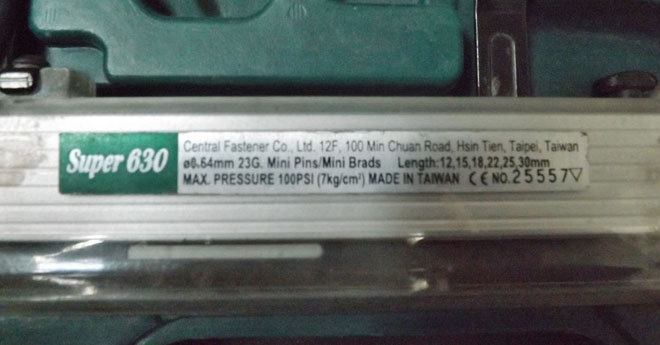 Super 630
Central Fastener Co., Ltd. 12F, 100 Min Chuan Road, Hsin Tien, Taipei, Taiwan
ø0.64mm 23G. Mini Pins/Mini Brads Length:12,15,18,22,25,30mm
MAX. PRESSURE 100PSI (7kg/cm²) MADE IN TAIWAN CE NO.25557▽